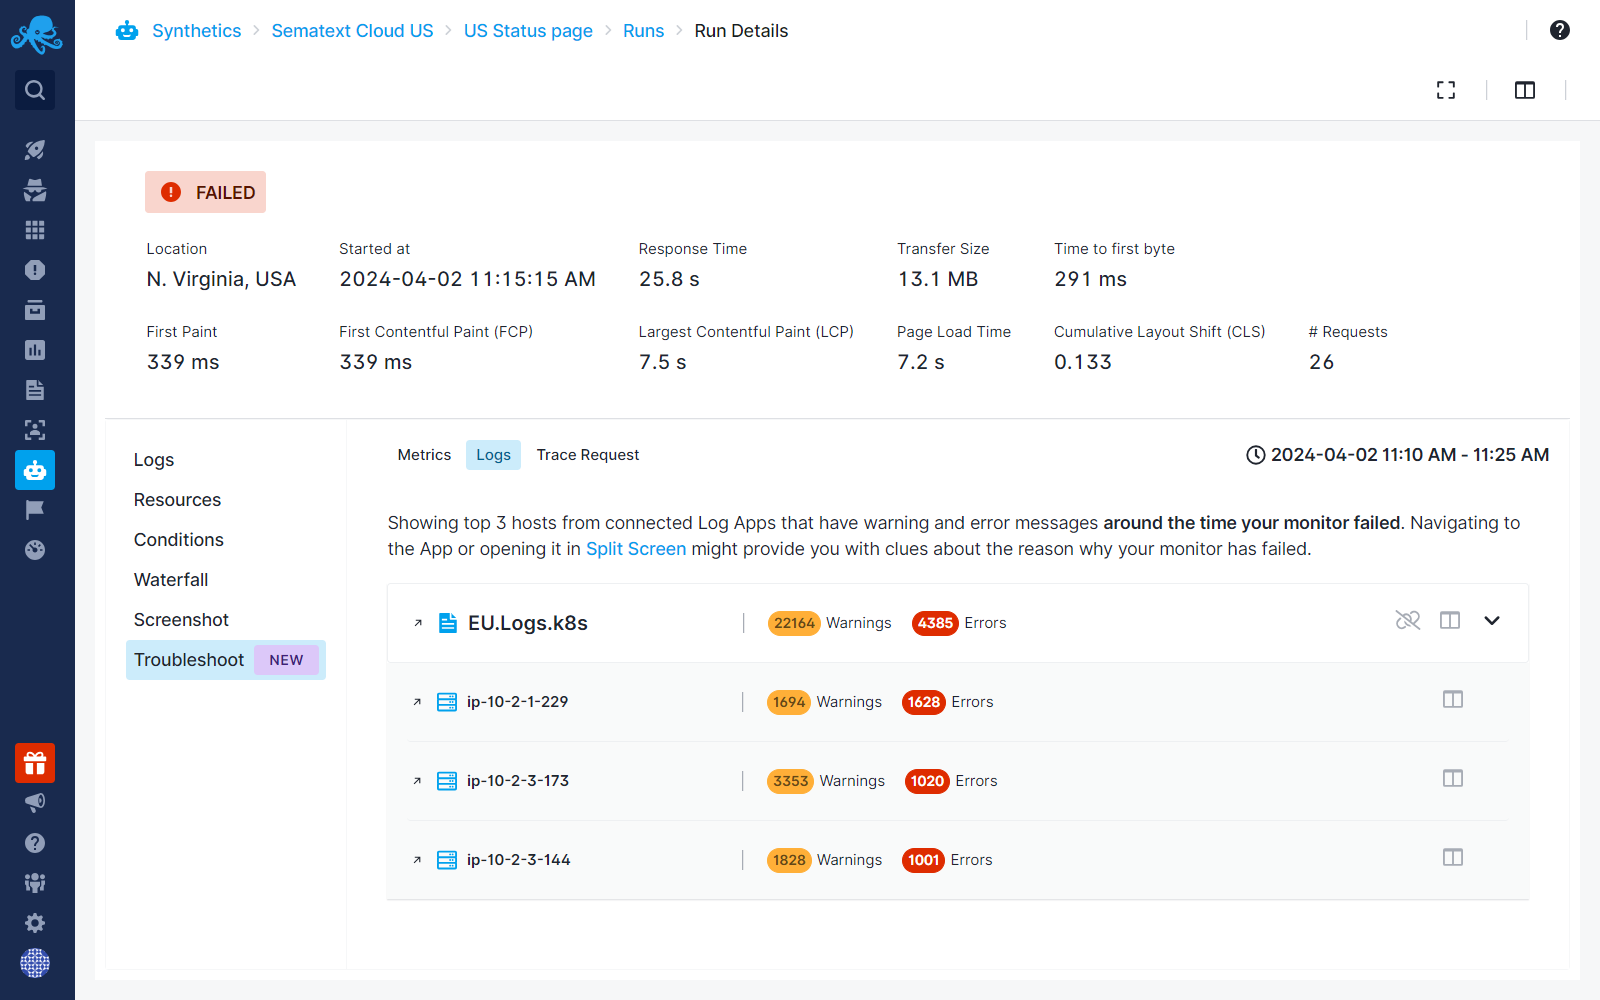 Synthetics > Sematext Cloud US > US Status page > Runs > Run Details
FAILED
Location
N. Virginia, USA
Started at
2024-04-02 11:15:15 AM
Response Time
25.8 s
Transfer Size
13.1 MB
Time to first byte
291 ms
First Paint
339 ms
First Contentful Paint (FCP)
339 ms
Largest Contentful Paint (LCP)
7.5 s
Page Load Time
7.2 s
Cumulative Layout Shift (CLS)
0.133
# Requests
26
Logs
Resources
Conditions
Waterfall
Screenshot
Troubleshoot NEW
Metrics Logs Trace Request
2024-04-02 11:10 AM - 11:25 AM
Showing top 3 hosts from connected Log Apps that have warning and error messages around the time your monitor failed. Navigating to
the App or opening it in Split Screen might provide you with clues about the reason why your monitor has failed.
EU.Logs.k8s 22164 Warnings 4385 Errors
ip-10-2-1-229 1694 Warnings 1628 Errors
ip-10-2-3-173 3353 Warnings 1020 Errors
ip-10-2-3-144 1828 Warnings 1001 Errors